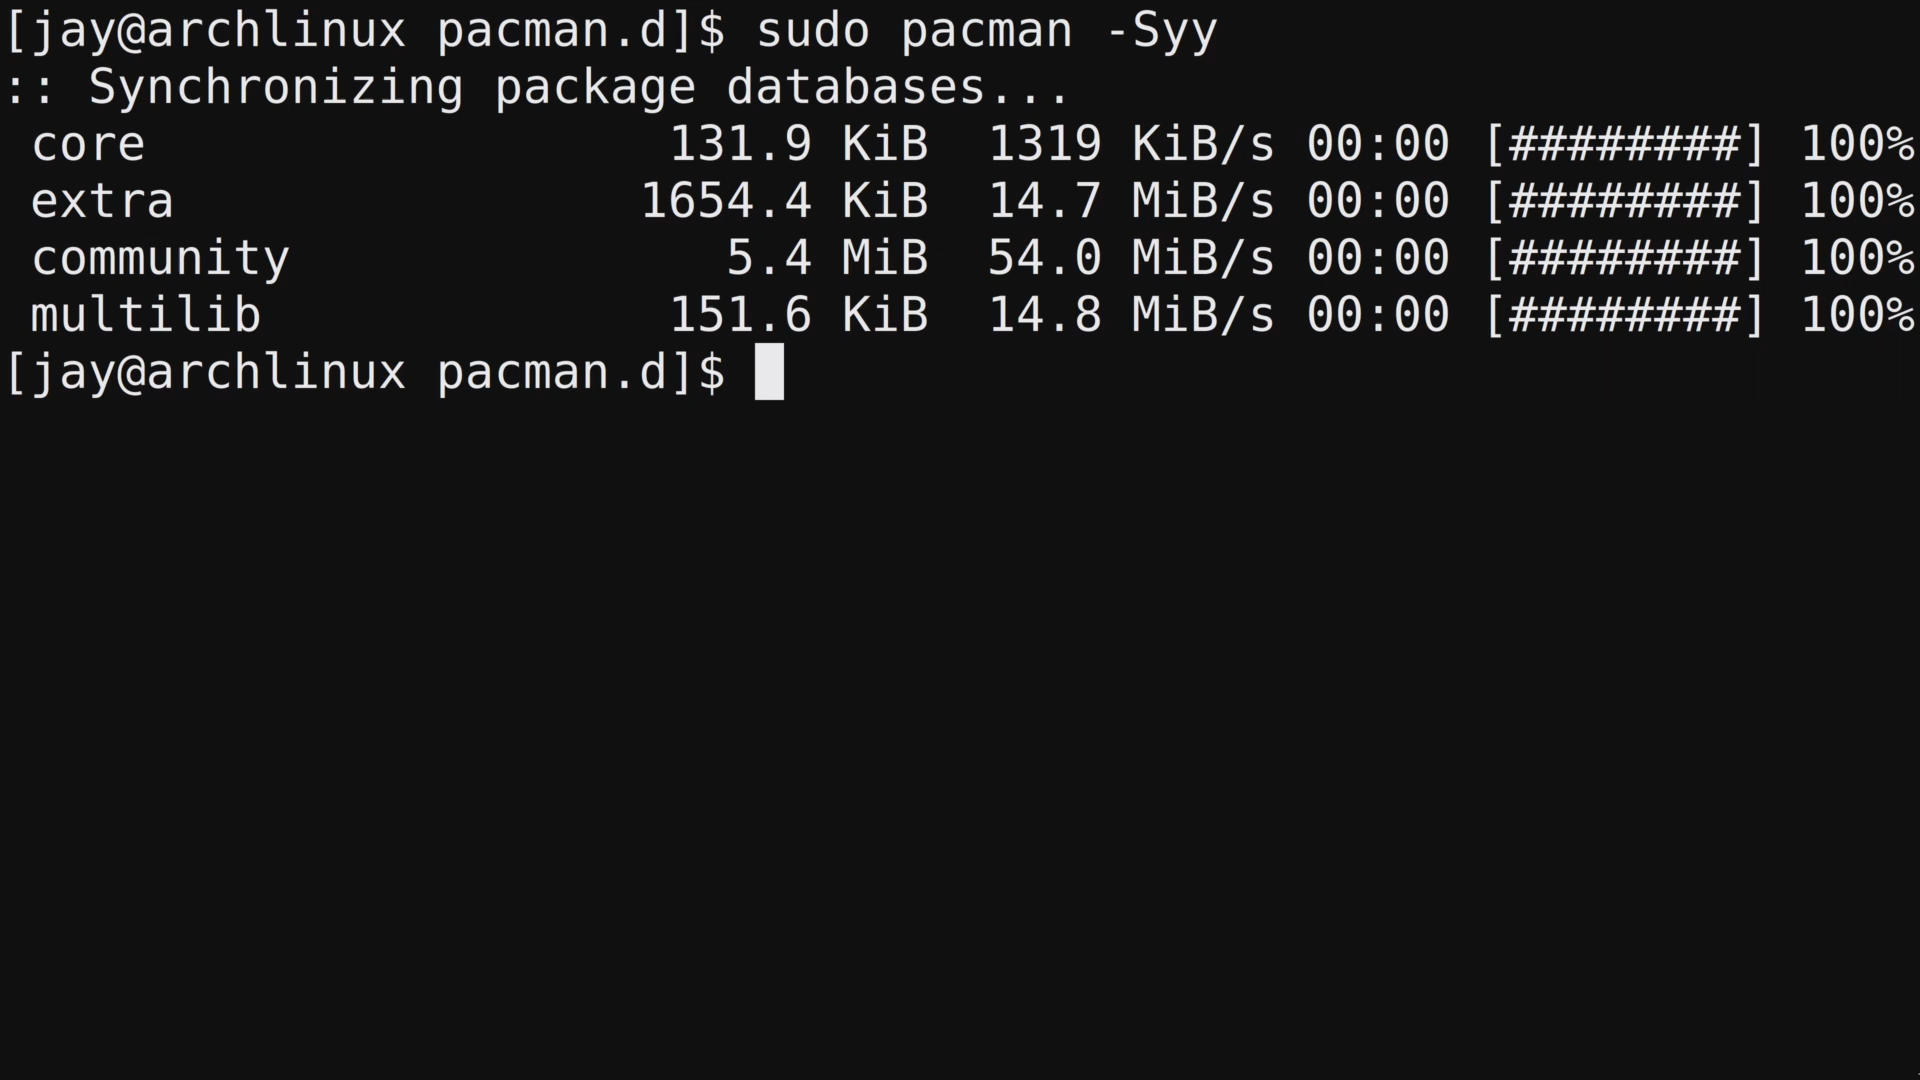 [jay@archlinux pacman.d]$ sudo pacman -Syy
:: Synchronizing package databases...
 core                  131.9 KiB  1319 KiB/s 00:00 [########] 100%
 extra                1654.4 KiB  14.7 MiB/s 00:00 [########] 100%
 community               5.4 MiB  54.0 MiB/s 00:00 [########] 100%
 multilib              151.6 KiB  14.8 MiB/s 00:00 [########] 100%
[jay@archlinux pacman.d]$